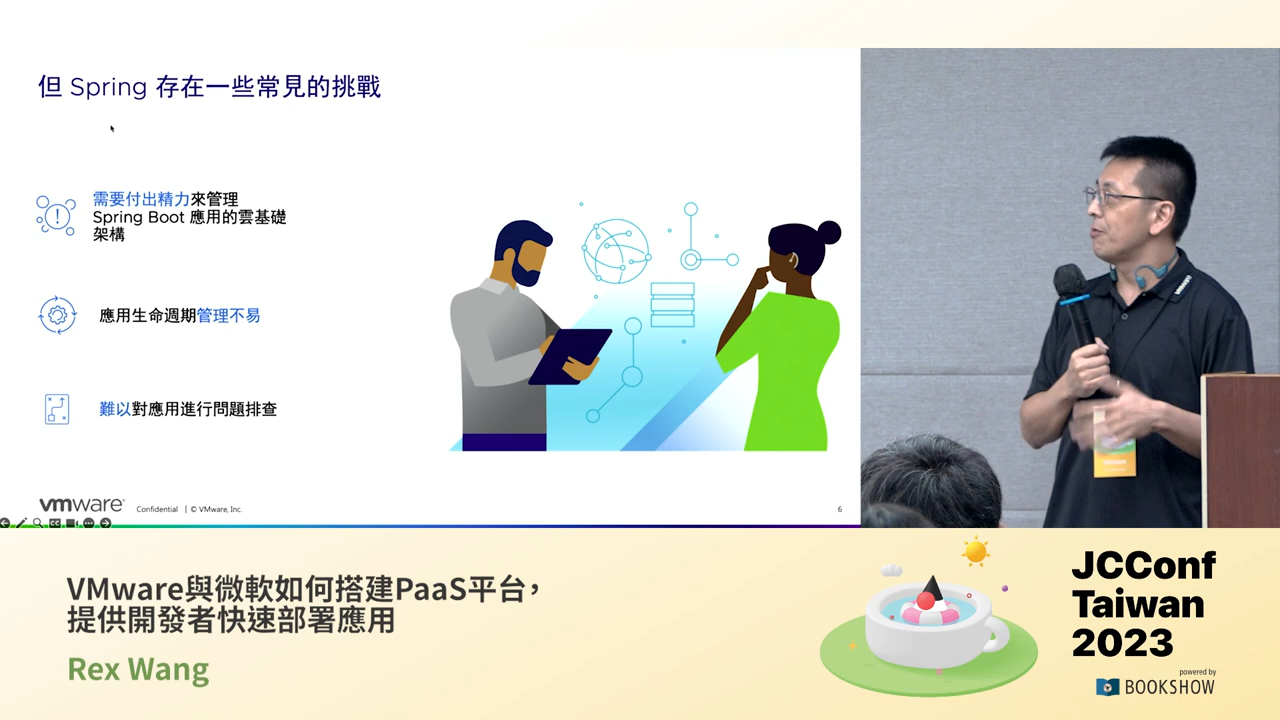 但 Spring 存在一些常見的挑戰
需要付出精力來管理
Spring Boot 應用的雲基礎
架構
應用生命週期管理不易
難以對應用進行問題排查
vmware®
Confidential | © VMware, Inc.
6
VMware與微軟如何搭建PaaS平台，
提供開發者快速部署應用
Rex Wang
JCConf
Taiwan
2023
powered by
BOOKSHOW